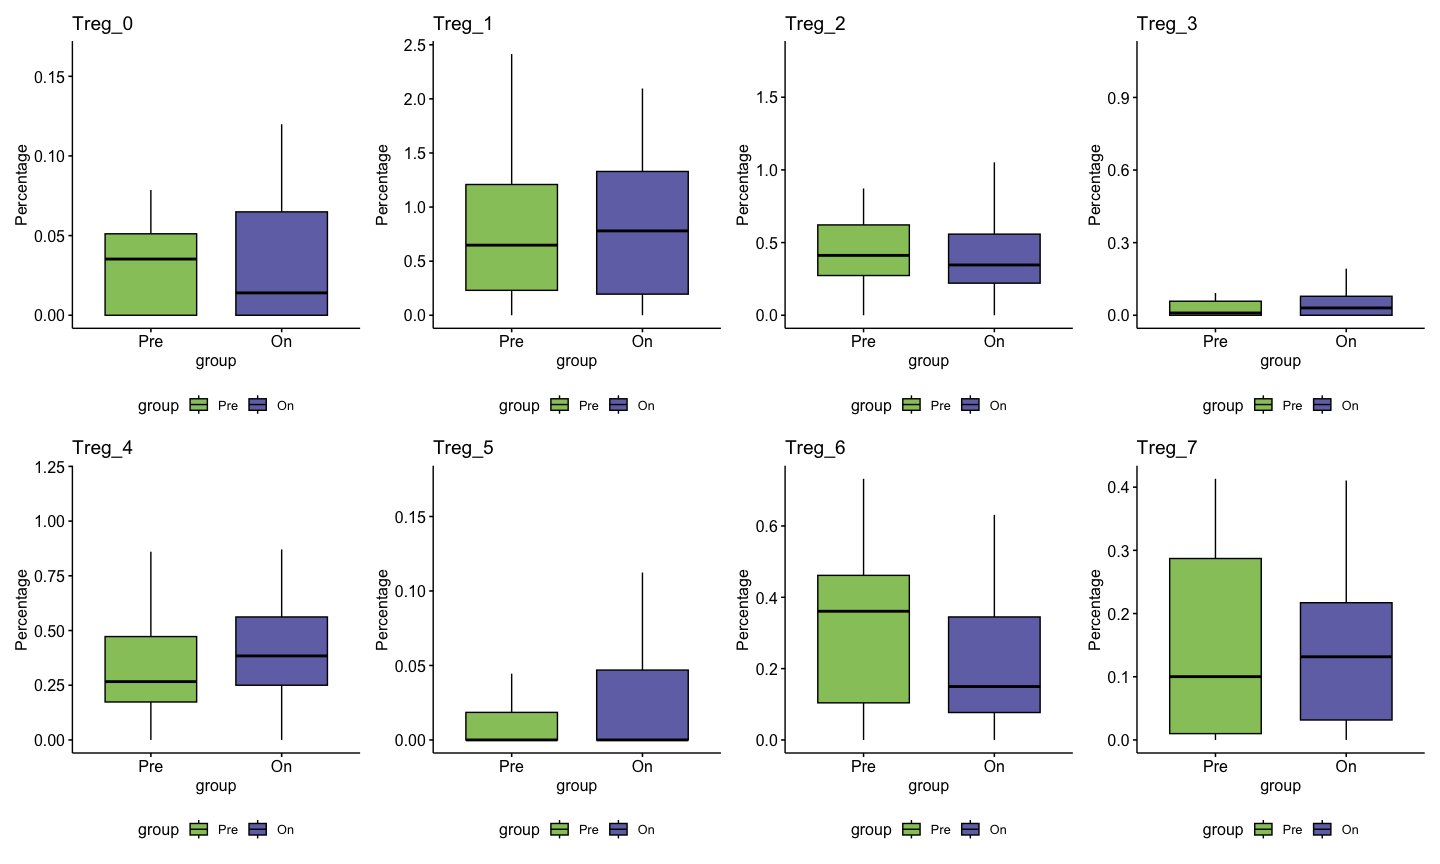 Treg_0
Percentage
0.15
0.10
0.05
0.00
Pre On
group
group Pre On
Treg_1
Percentage
2.5
2.0
1.5
1.0
0.5
0.0
Pre On
group
group Pre On
Treg_2
Percentage
1.5
1.0
0.5
0.0
Pre On
group
group Pre On
Treg_3
Percentage
0.9
0.6
0.3
0.0
Pre On
group
group Pre On
Treg_4
Percentage
1.25
1.00
0.75
0.50
0.25
0.00
Pre On
group
group Pre On
Treg_5
Percentage
0.15
0.10
0.05
0.00
Pre On
group
group Pre On
Treg_6
Percentage
0.6
0.4
0.2
0.0
Pre On
group
group Pre On
Treg_7
Percentage
0.4
0.3
0.2
0.1
0.0
Pre On
group
group Pre On